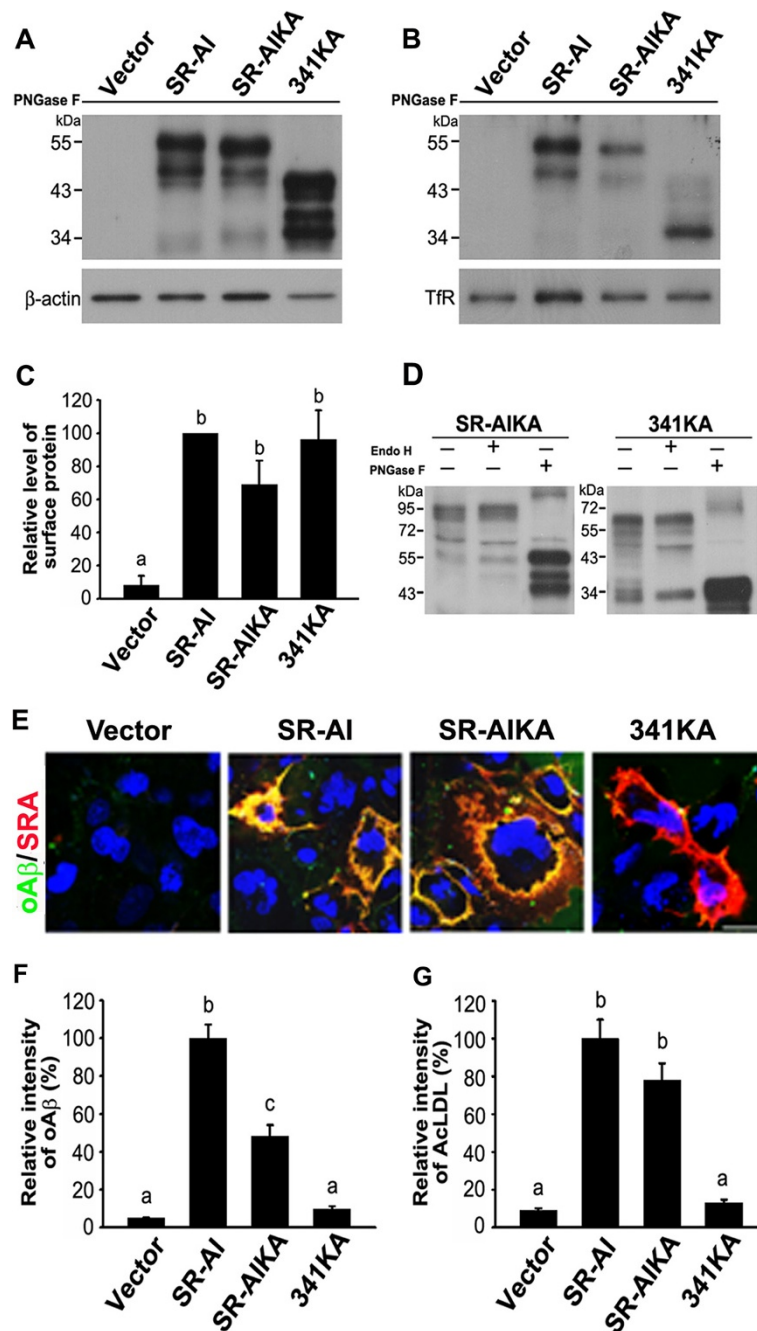 A
Vector
SR-AI
SR-AIKA
341KA
PNGase F
kDa
55
43
34
β-actin
B
Vector
SR-AI
SR-AIKA
341KA
PNGase F
kDa
55
43
34
TfR
C
Relative level of
surface protein
120
100
80
60
40
20
0
a
b
b
b
Vector
SR-AI
SR-AIKA
341KA
D
SR-AIKA
341KA
Endo H
— + — +
PNGase F
— — + — — +
kDa
95
72
55
43
kDa
72
55
43
34
E
Vector
SR-AI
SR-AIKA
341KA
oAβ/SRA
F
Relative intensity
of oAβ (%)
120
100
80
60
40
20
0
a
b
c
a
Vector
SR-AI
SR-AIKA
341KA
G
Relative intensity
of AcLDL (%)
120
100
80
60
40
20
0
a
b
b
a
Vector
SR-AI
SR-AIKA
341KA